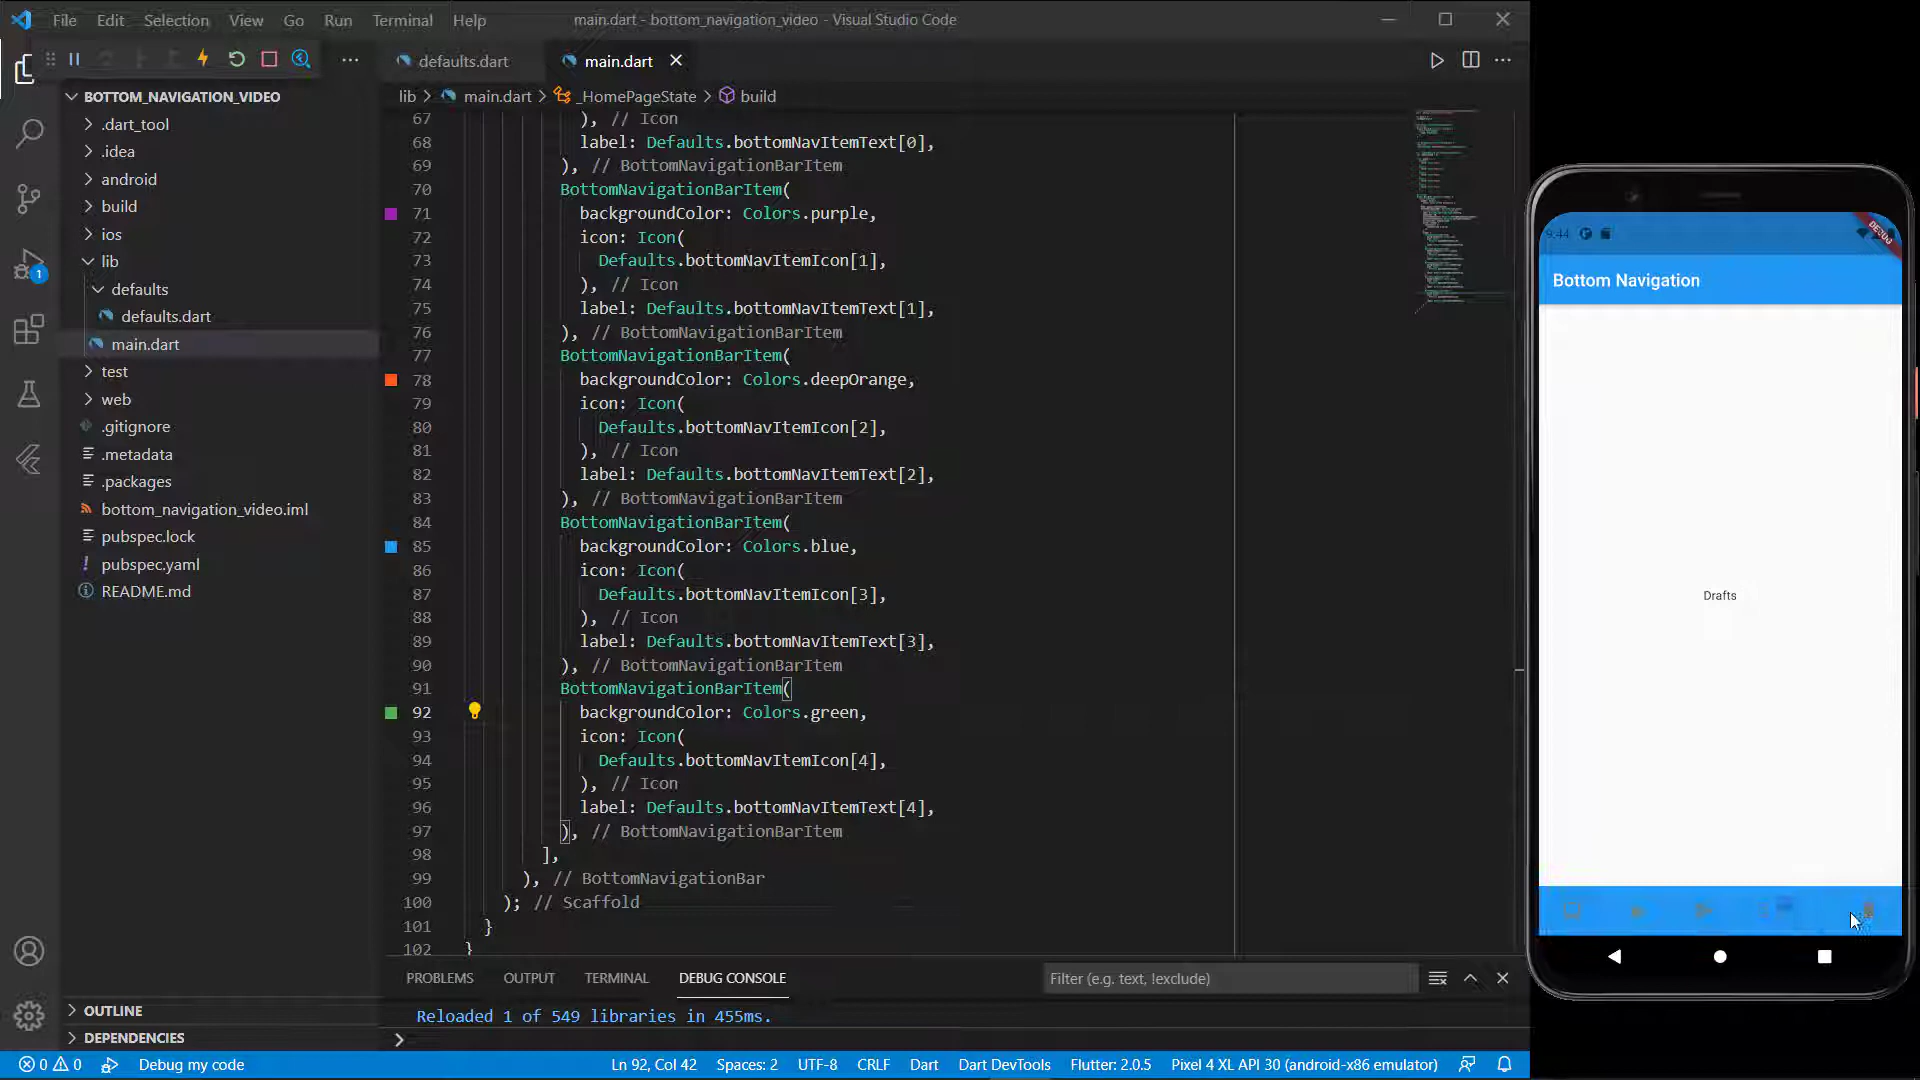 File Edit Selection View Go Run Terminal Help
main.dart - bottom_navigation_video - Visual Studio Code
defaults.dart
main.dart
lib > main.dart > _HomePageState > build
BOTTOM_NAVIGATION_VIDEO
.dart_tool
.idea
android
build
ios
lib
defaults
defaults.dart
main.dart
test
web
.gitignore
.metadata
.packages
bottom_navigation_video.iml
pubspec.lock
pubspec.yaml
README.md
OUTLINE
DEPENDENCIES
1
67 ), // Icon
68 label: Defaults.bottomNavItemText[0],
69 ), // BottomNavigationBarItem
70 BottomNavigationBarItem(
71 backgroundColor: Colors.purple,
72 icon: Icon(
73 Defaults.bottomNavItemIcon[1],
74 ), // Icon
75 label: Defaults.bottomNavItemText[1],
76 ), // BottomNavigationBarItem
77 BottomNavigationBarItem(
78 backgroundColor: Colors.deepOrange,
79 icon: Icon(
80 Defaults.bottomNavItemIcon[2],
81 ), // Icon
82 label: Defaults.bottomNavItemText[2],
83 ), // BottomNavigationBarItem
84 BottomNavigationBarItem(
85 backgroundColor: Colors.blue,
86 icon: Icon(
87 Defaults.bottomNavItemIcon[3],
88 ), // Icon
89 label: Defaults.bottomNavItemText[3],
90 ), // BottomNavigationBarItem
91 BottomNavigationBarItem(
92 backgroundColor: Colors.green,
93 icon: Icon(
94 Defaults.bottomNavItemIcon[4],
95 ), // Icon
96 label: Defaults.bottomNavItemText[4],
97 ), // BottomNavigationBarItem
98 ],
99 ), // BottomNavigationBar
100 ); // Scaffold
101 }
102 }
PROBLEMS OUTPUT TERMINAL DEBUG CONSOLE
Filter (e.g. text, !exclude)
Reloaded 1 of 549 libraries in 455ms.
0 0 Debug my code
Ln 92, Col 42 Spaces: 2 UTF-8 CRLF Dart Dart DevTools Flutter: 2.0.5 Pixel 4 XL API 30 (android-x86 emulator)
9:44
DEBUG
Bottom Navigation
Drafts